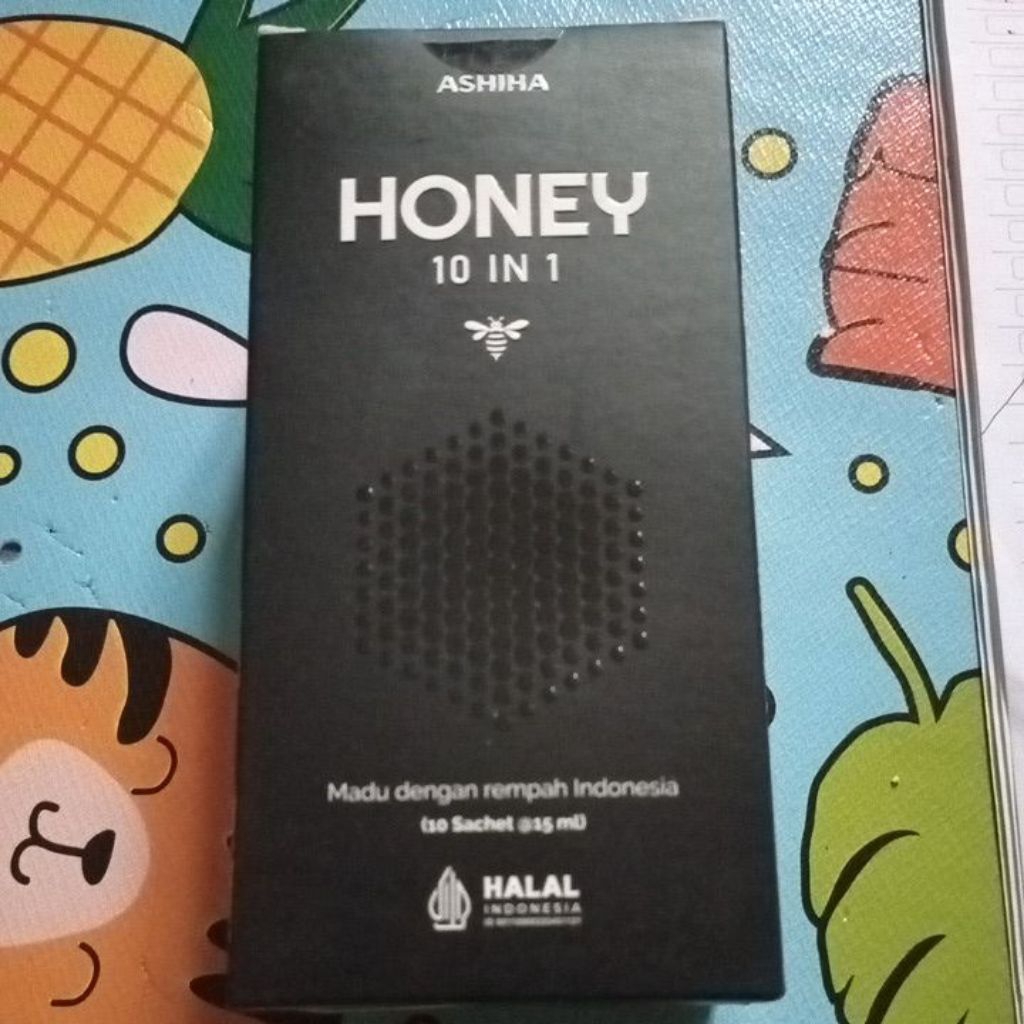 ASHIHA
HONEY
10 IN 1
Madu dengan rempah Indonesia
(10 Sachet @15 ml)
HALAL
INDONESIA